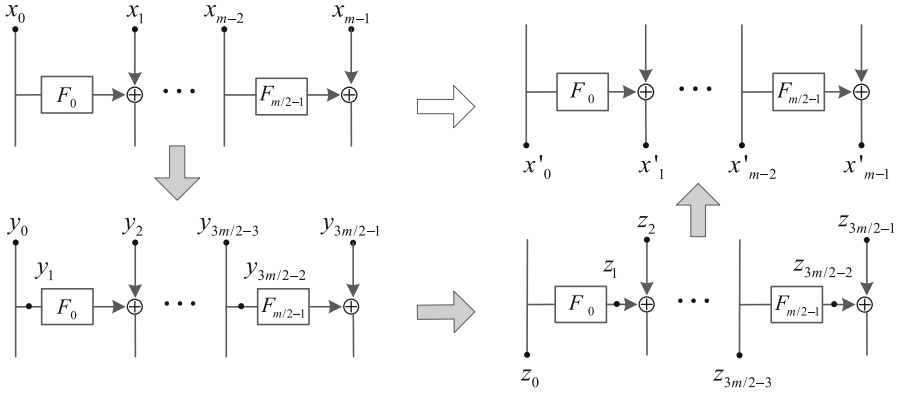 x₀ x₁ x_{m-2} x_{m-1}
F₀ ⊕ ··· F_{m/2-1} ⊕
F₀ ⊕ ··· F_{m/2-1} ⊕
x'₀ x'₁ x'_{m-2} x'_{m-1}
y₀ y₂ y_{3m/2-3} y_{3m/2-1}
y₁ y_{3m/2-2}
F₀ ⊕ ··· F_{m/2-1} ⊕
z₂ z_{3m/2-1}
z₁ z_{3m/2-2}
F₀ ⊕ ··· F_{m/2-1} ⊕
z₀ z_{3m/2-3}